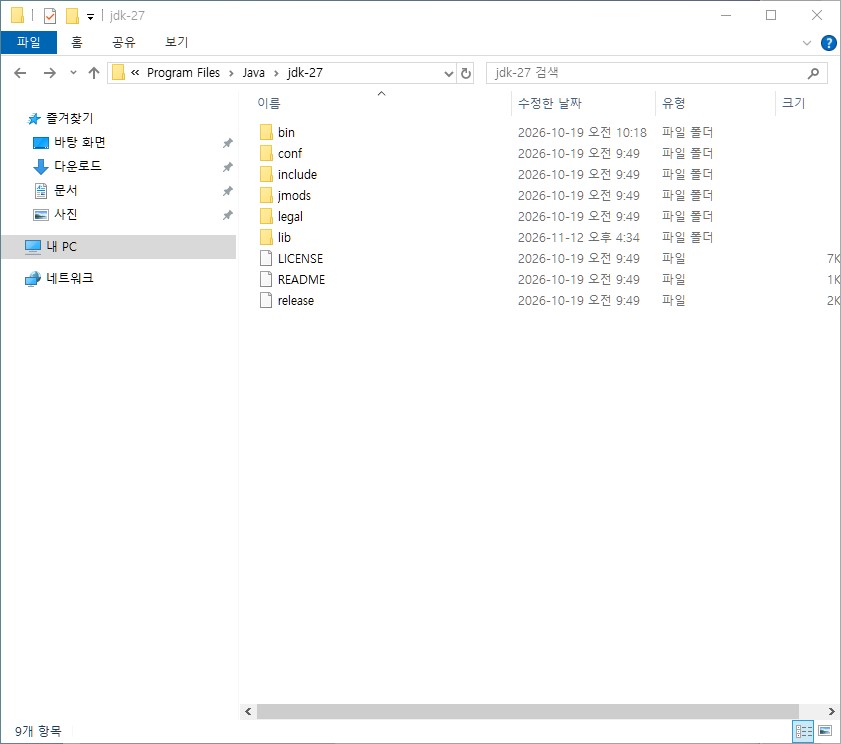 jdk-27
파일 홈 공유 보기
« Program Files > Java > jdk-27
jdk-27 검색
이름 수정한 날짜 유형 크기
즐겨찾기
바탕 화면
다운로드
문서
사진
내 PC
네트워크
bin 2026-10-19 오전 10:18 파일 폴더
conf 2026-10-19 오전 9:49 파일 폴더
include 2026-10-19 오전 9:49 파일 폴더
jmods 2026-10-19 오전 9:49 파일 폴더
legal 2026-10-19 오전 9:49 파일 폴더
lib 2026-11-12 오후 4:34 파일 폴더
LICENSE 2026-10-19 오전 9:49 파일 7K
README 2026-10-19 오전 9:49 파일 1K
release 2026-10-19 오전 9:49 파일 2K
9개 항목